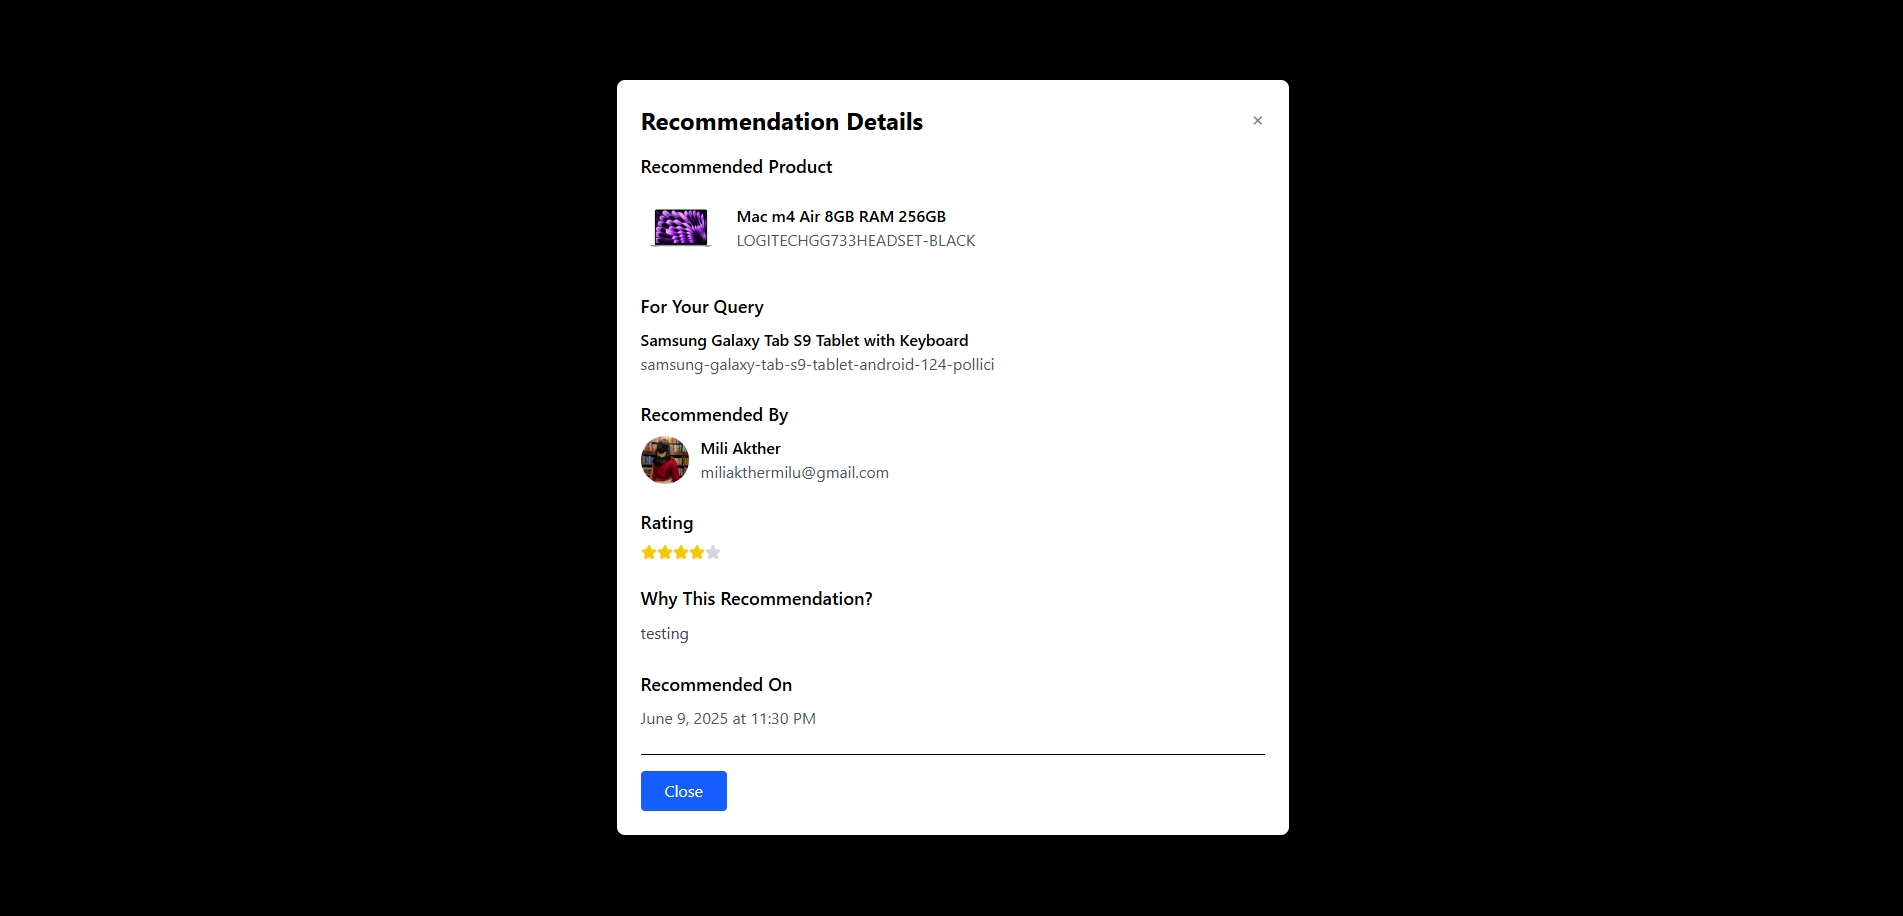 Recommendation Details
×
Recommended Product
Mac m4 Air 8GB RAM 256GB
LOGITECHGG733HEADSET-BLACK
For Your Query
Samsung Galaxy Tab S9 Tablet with Keyboard
samsung-galaxy-tab-s9-tablet-android-124-pollici
Recommended By
Mili Akther
miliakthermilu@gmail.com
Rating
Why This Recommendation?
testing
Recommended On
June 9, 2025 at 11:30 PM
Close